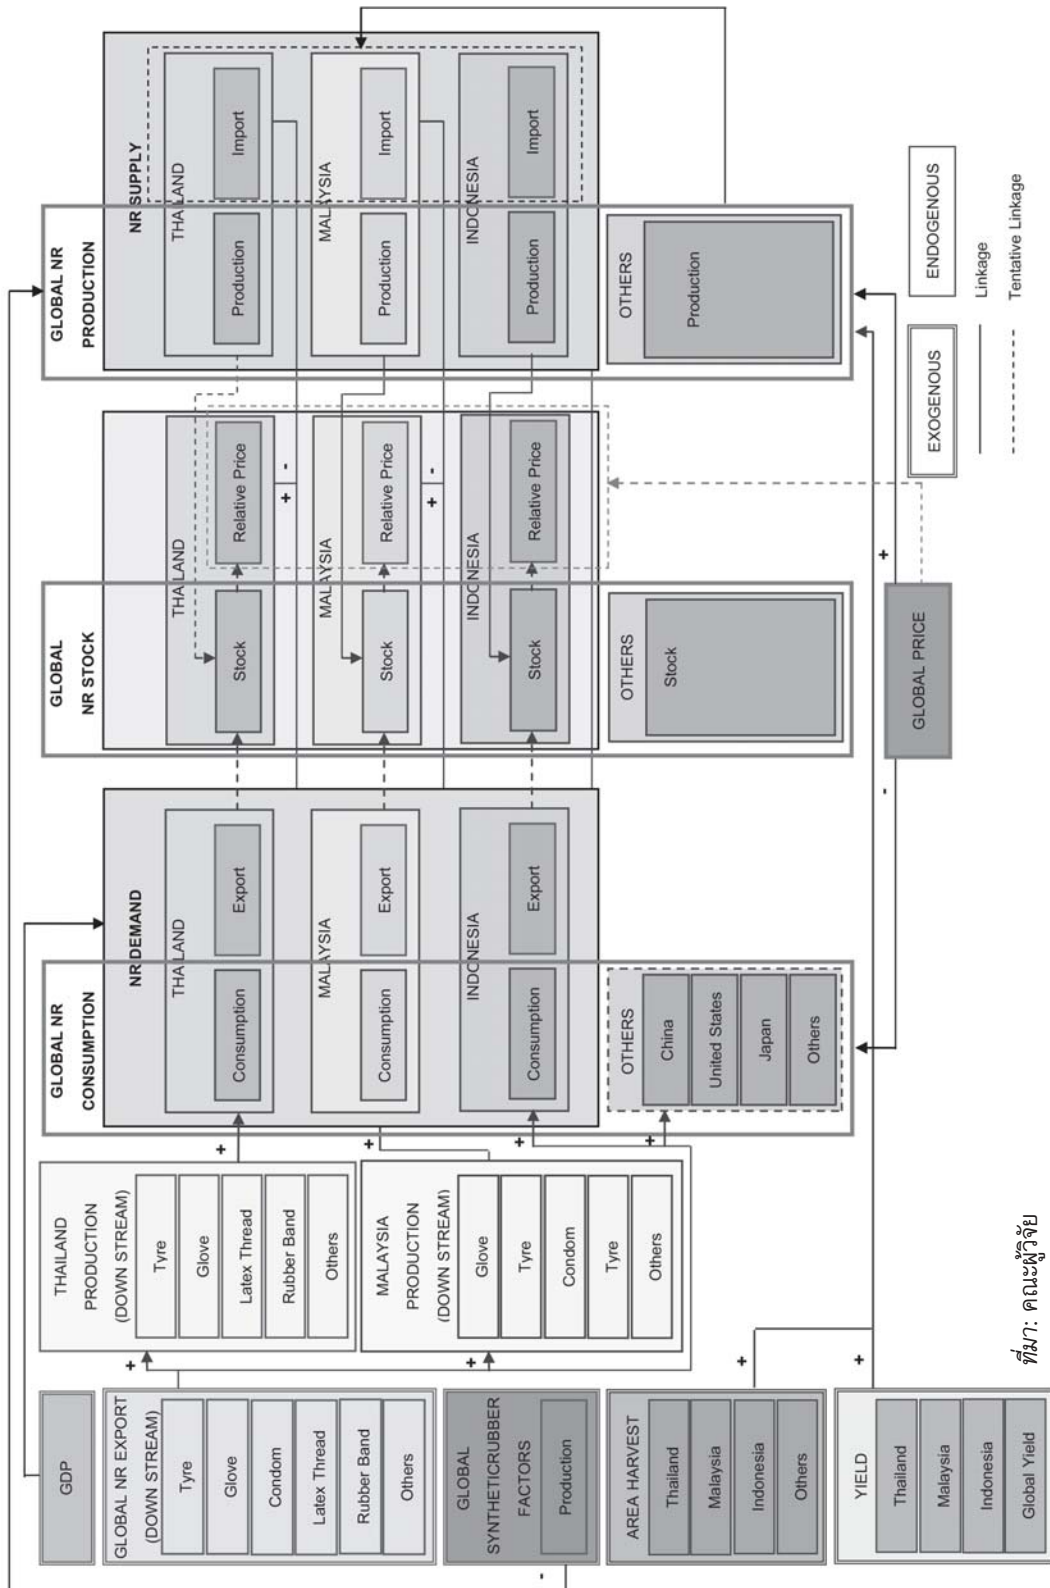 GDP
GLOBAL NR EXPORT
(DOWN STREAM)
Tyre
Glove
Condom
Latex Thread
Rubber Band
Others
GLOBAL
SYNTHETICRUBBER
FACTORS
Production
AREA HARVEST
Thailand
Malaysia
Indonesia
Others
YIELD
Thailand
Malaysia
Indonesia
Global Yield
-
+
+
+
+
THAILAND
PRODUCTION
(DOWN STREAM)
Tyre
Glove
Latex Thread
Rubber Band
Others
MALAYSIA
PRODUCTION
(DOWN STREAM)
Glove
Tyre
Condom
Tyre
Others
+
+
+
+
GLOBAL NR
CONSUMPTION
NR DEMAND
THAILAND
Consumption
Export
MALAYSIA
Consumption
Export
INDONESIA
Consumption
Export
OTHERS
China
United States
Japan
Others
GLOBAL
NR STOCK
THAILAND
Stock
Relative Price
+ -
MALAYSIA
Stock
Relative Price
+ -
INDONESIA
Stock
Relative Price
OTHERS
Stock
GLOBAL NR
PRODUCTION
NR SUPPLY
THAILAND
Production
Import
MALAYSIA
Production
Import
INDONESIA
Production
Import
OTHERS
Production
-
+
GLOBAL PRICE
EXOGENOUS
ENDOGENOUS
Linkage
Tentative Linkage
ที่มา: คณะผู้วิจัย